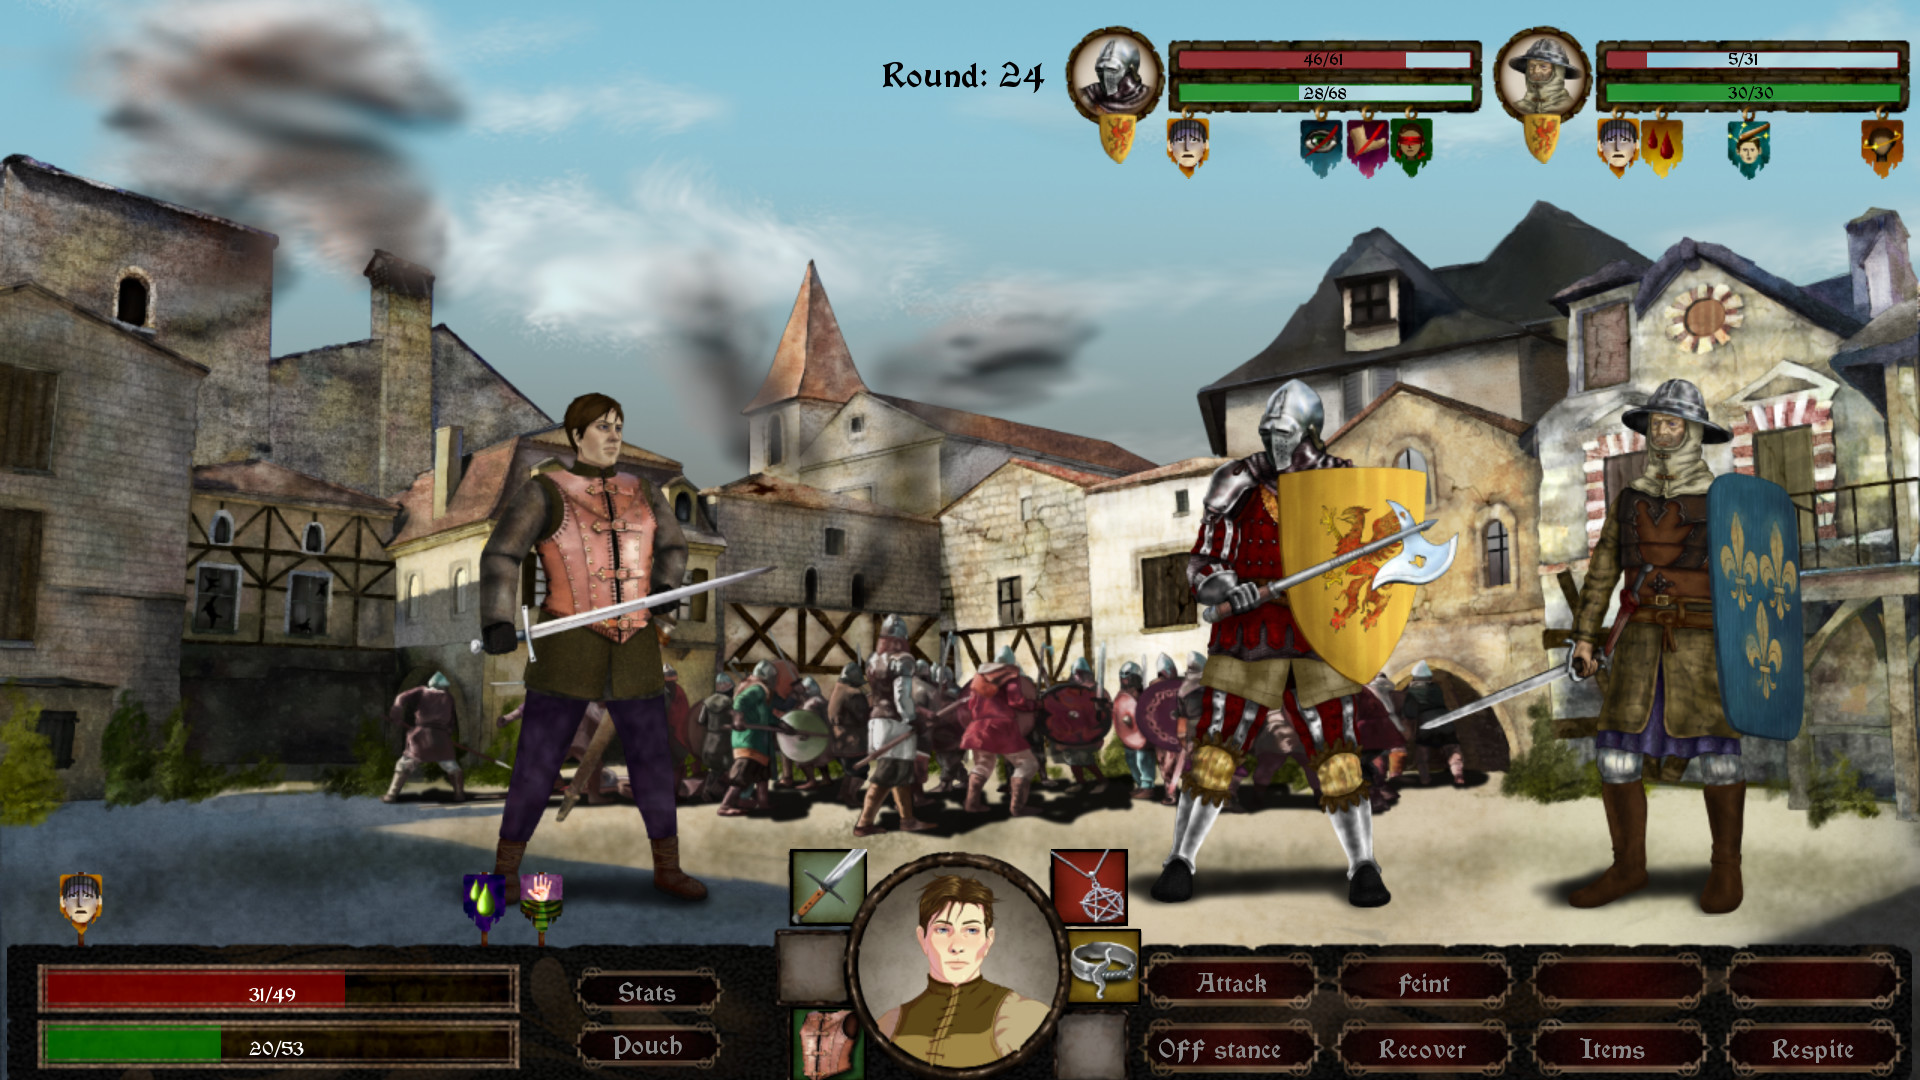 Round: 24
46/61
28/68
5/31
30/30
31/49
20/53
Stats
Pouch
Attack
Feint
Off stance
Recover
Items
Respite